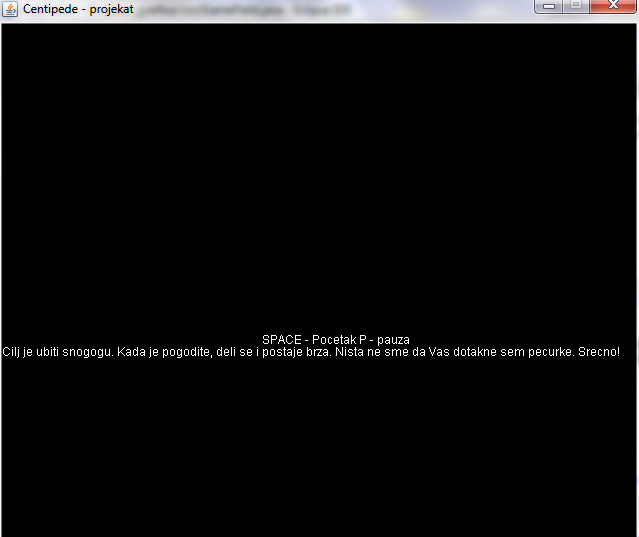 Centipede - projekat
SPACE - Pocetak P - pauza
Cilj je ubiti snogogu. Kada je pogodite, deli se i postaje brza. Nista ne sme da Vas dotakne sem pecurke. Srecno!